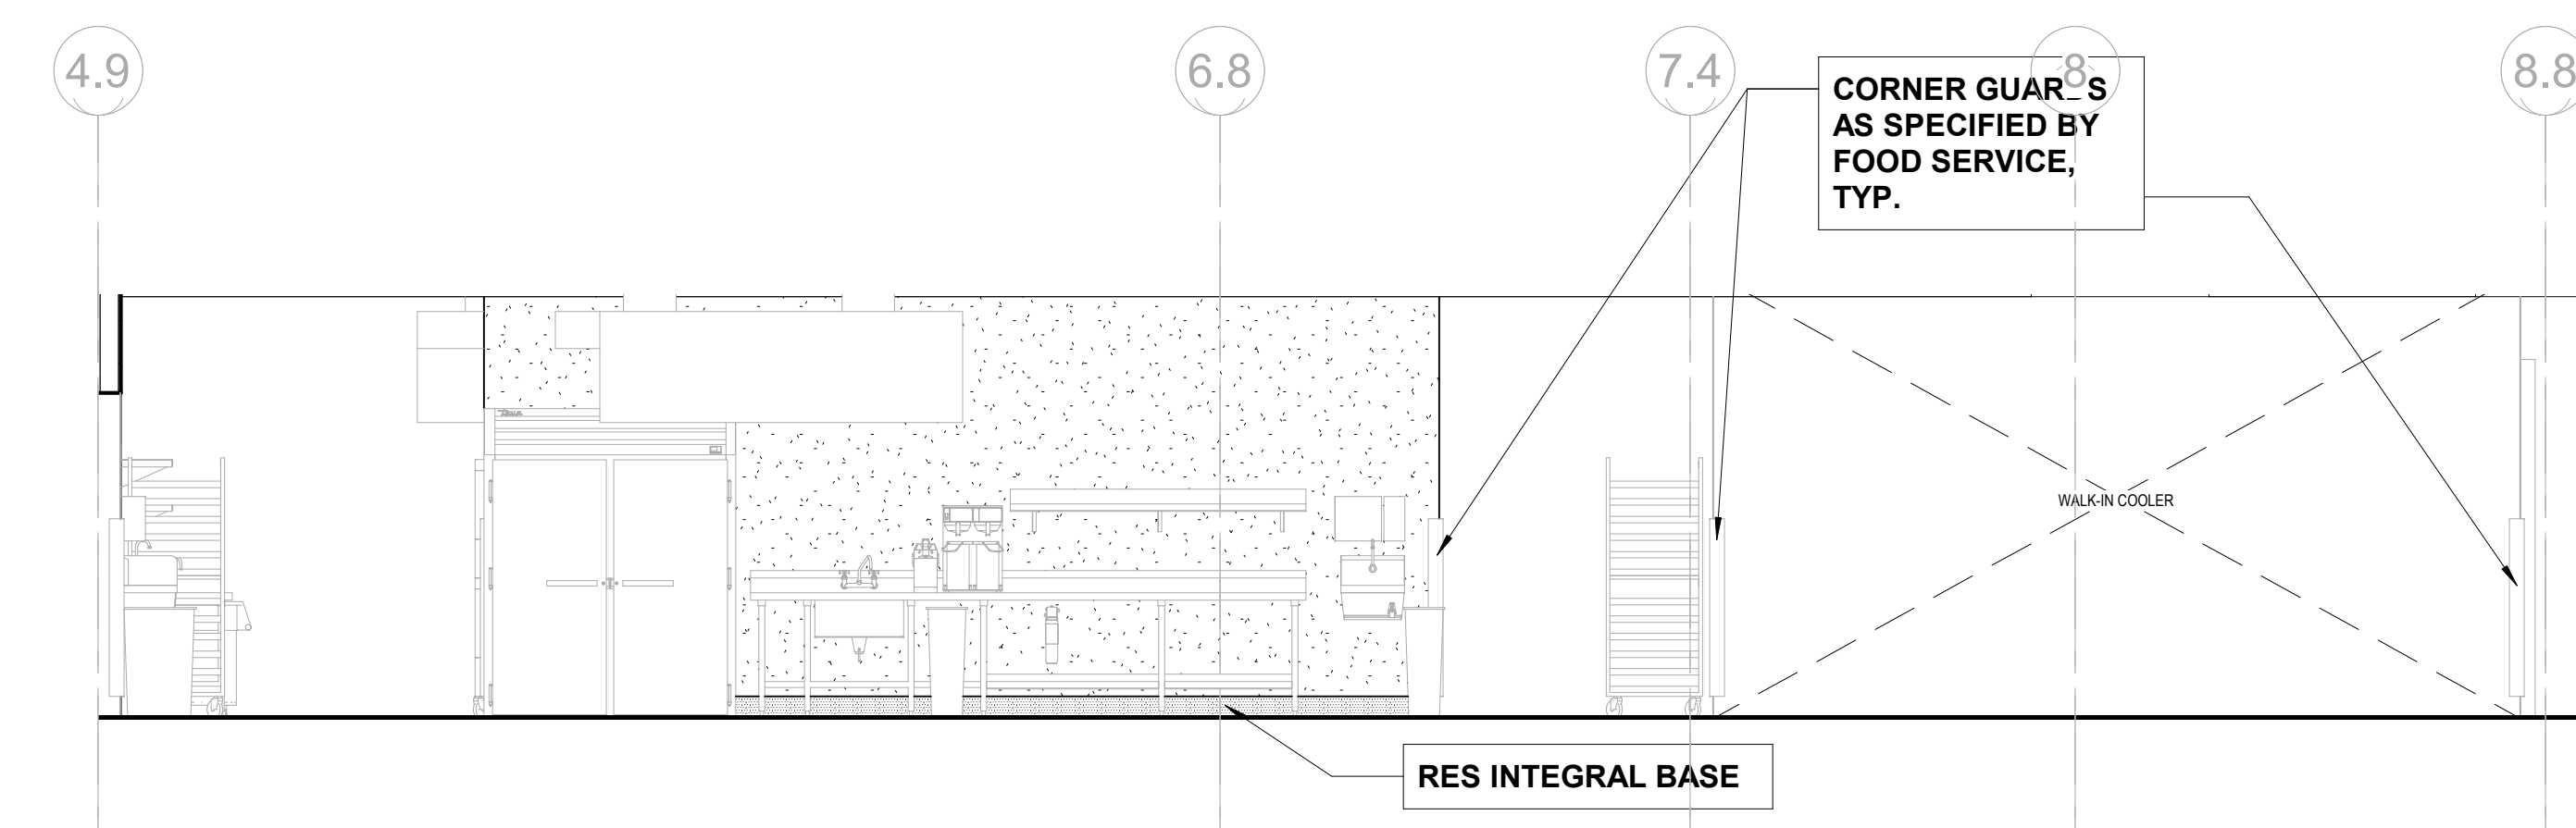 4.9
6.8
7.4
8
8.8
CORNER GUARDS
AS SPECIFIED BY
FOOD SERVICE,
TYP.
True
WALK-IN COOLER
RES INTEGRAL BASE